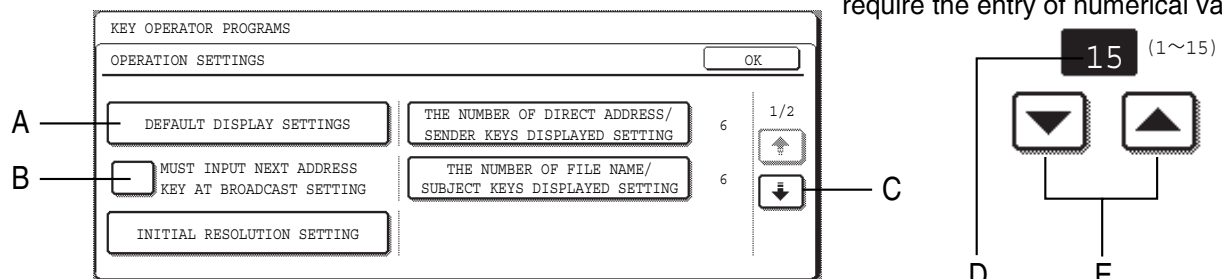 require the entry of numerical va
KEY OPERATOR PROGRAMS
OPERATION SETTINGS
OK
A
DEFAULT DISPLAY SETTINGS
THE NUMBER OF DIRECT ADDRESS/
SENDER KEYS DISPLAYED SETTING
6
1/2
B
MUST INPUT NEXT ADDRESS
KEY AT BROADCAST SETTING
THE NUMBER OF FILE NAME/
SUBJECT KEYS DISPLAYED SETTING
6
C
INITIAL RESOLUTION SETTING
15 (1~15)
D
E